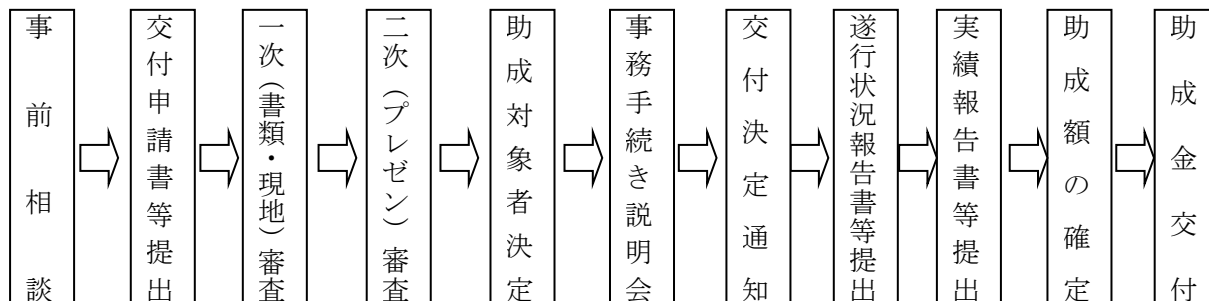 事前相談
交付申請書等提出
一次（書類・現地）審査
二次（プレゼン）審査
助成対象者決定
事務手続き説明会
交付決定通知
遂行状況報告書等提出
実績報告書等提出
助成額の確定
助成金交付